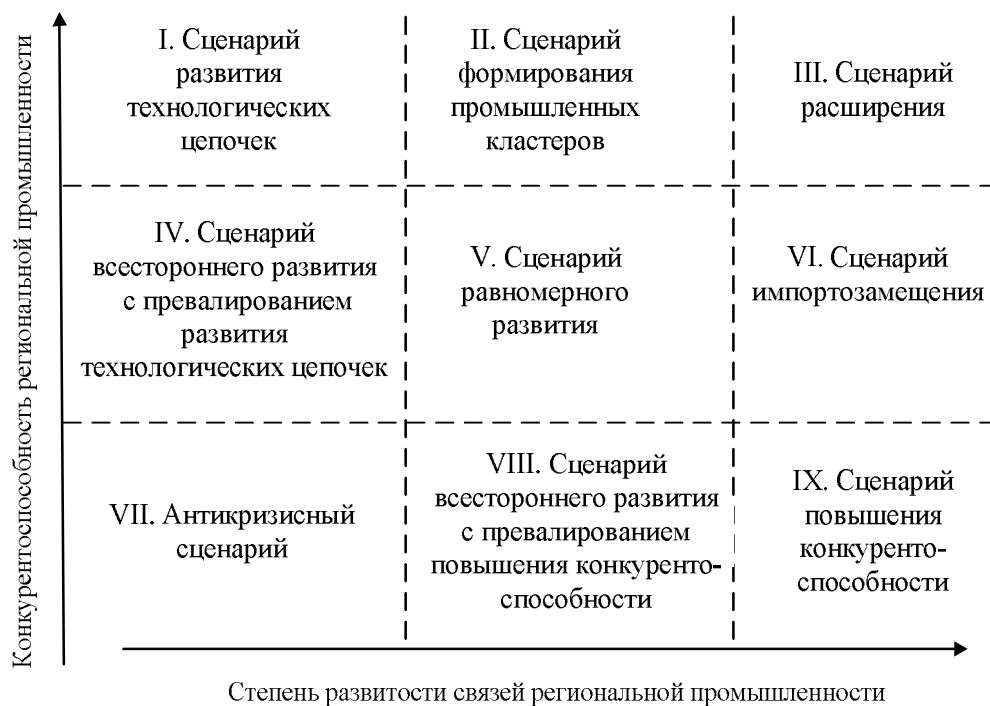 Конкурентоспособность региональной промышленности
I. Сценарий
развития
технологических
цепочек
II. Сценарий
формирования
промышленных
кластеров
III. Сценарий
расширения
IV. Сценарий
всестороннего развития
с превалированием
развития
технологических цепочек
V. Сценарий
равномерного
развития
VI. Сценарий
импортозамещения
VII. Антикризисный
сценарий
VIII. Сценарий
всестороннего развития
с превалированием
повышения конкуренто-
способности
IX. Сценарий
повышения
конкуренто-
способности
Степень развитости связей региональной промышленности